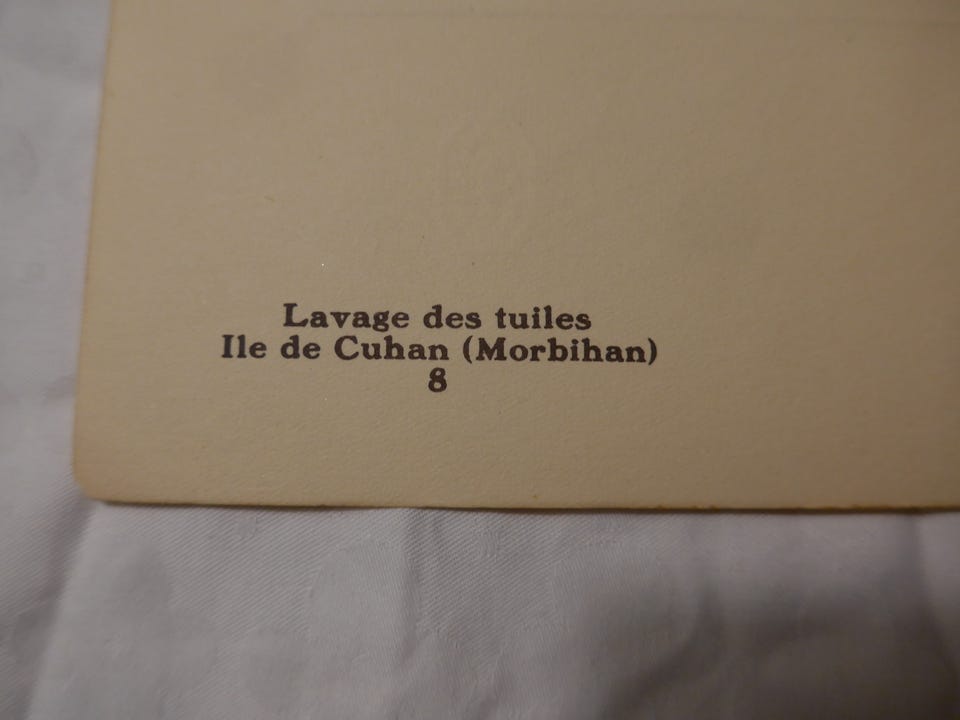 Lavage des tuiles
Ile de Cuhan (Morbihan)
8